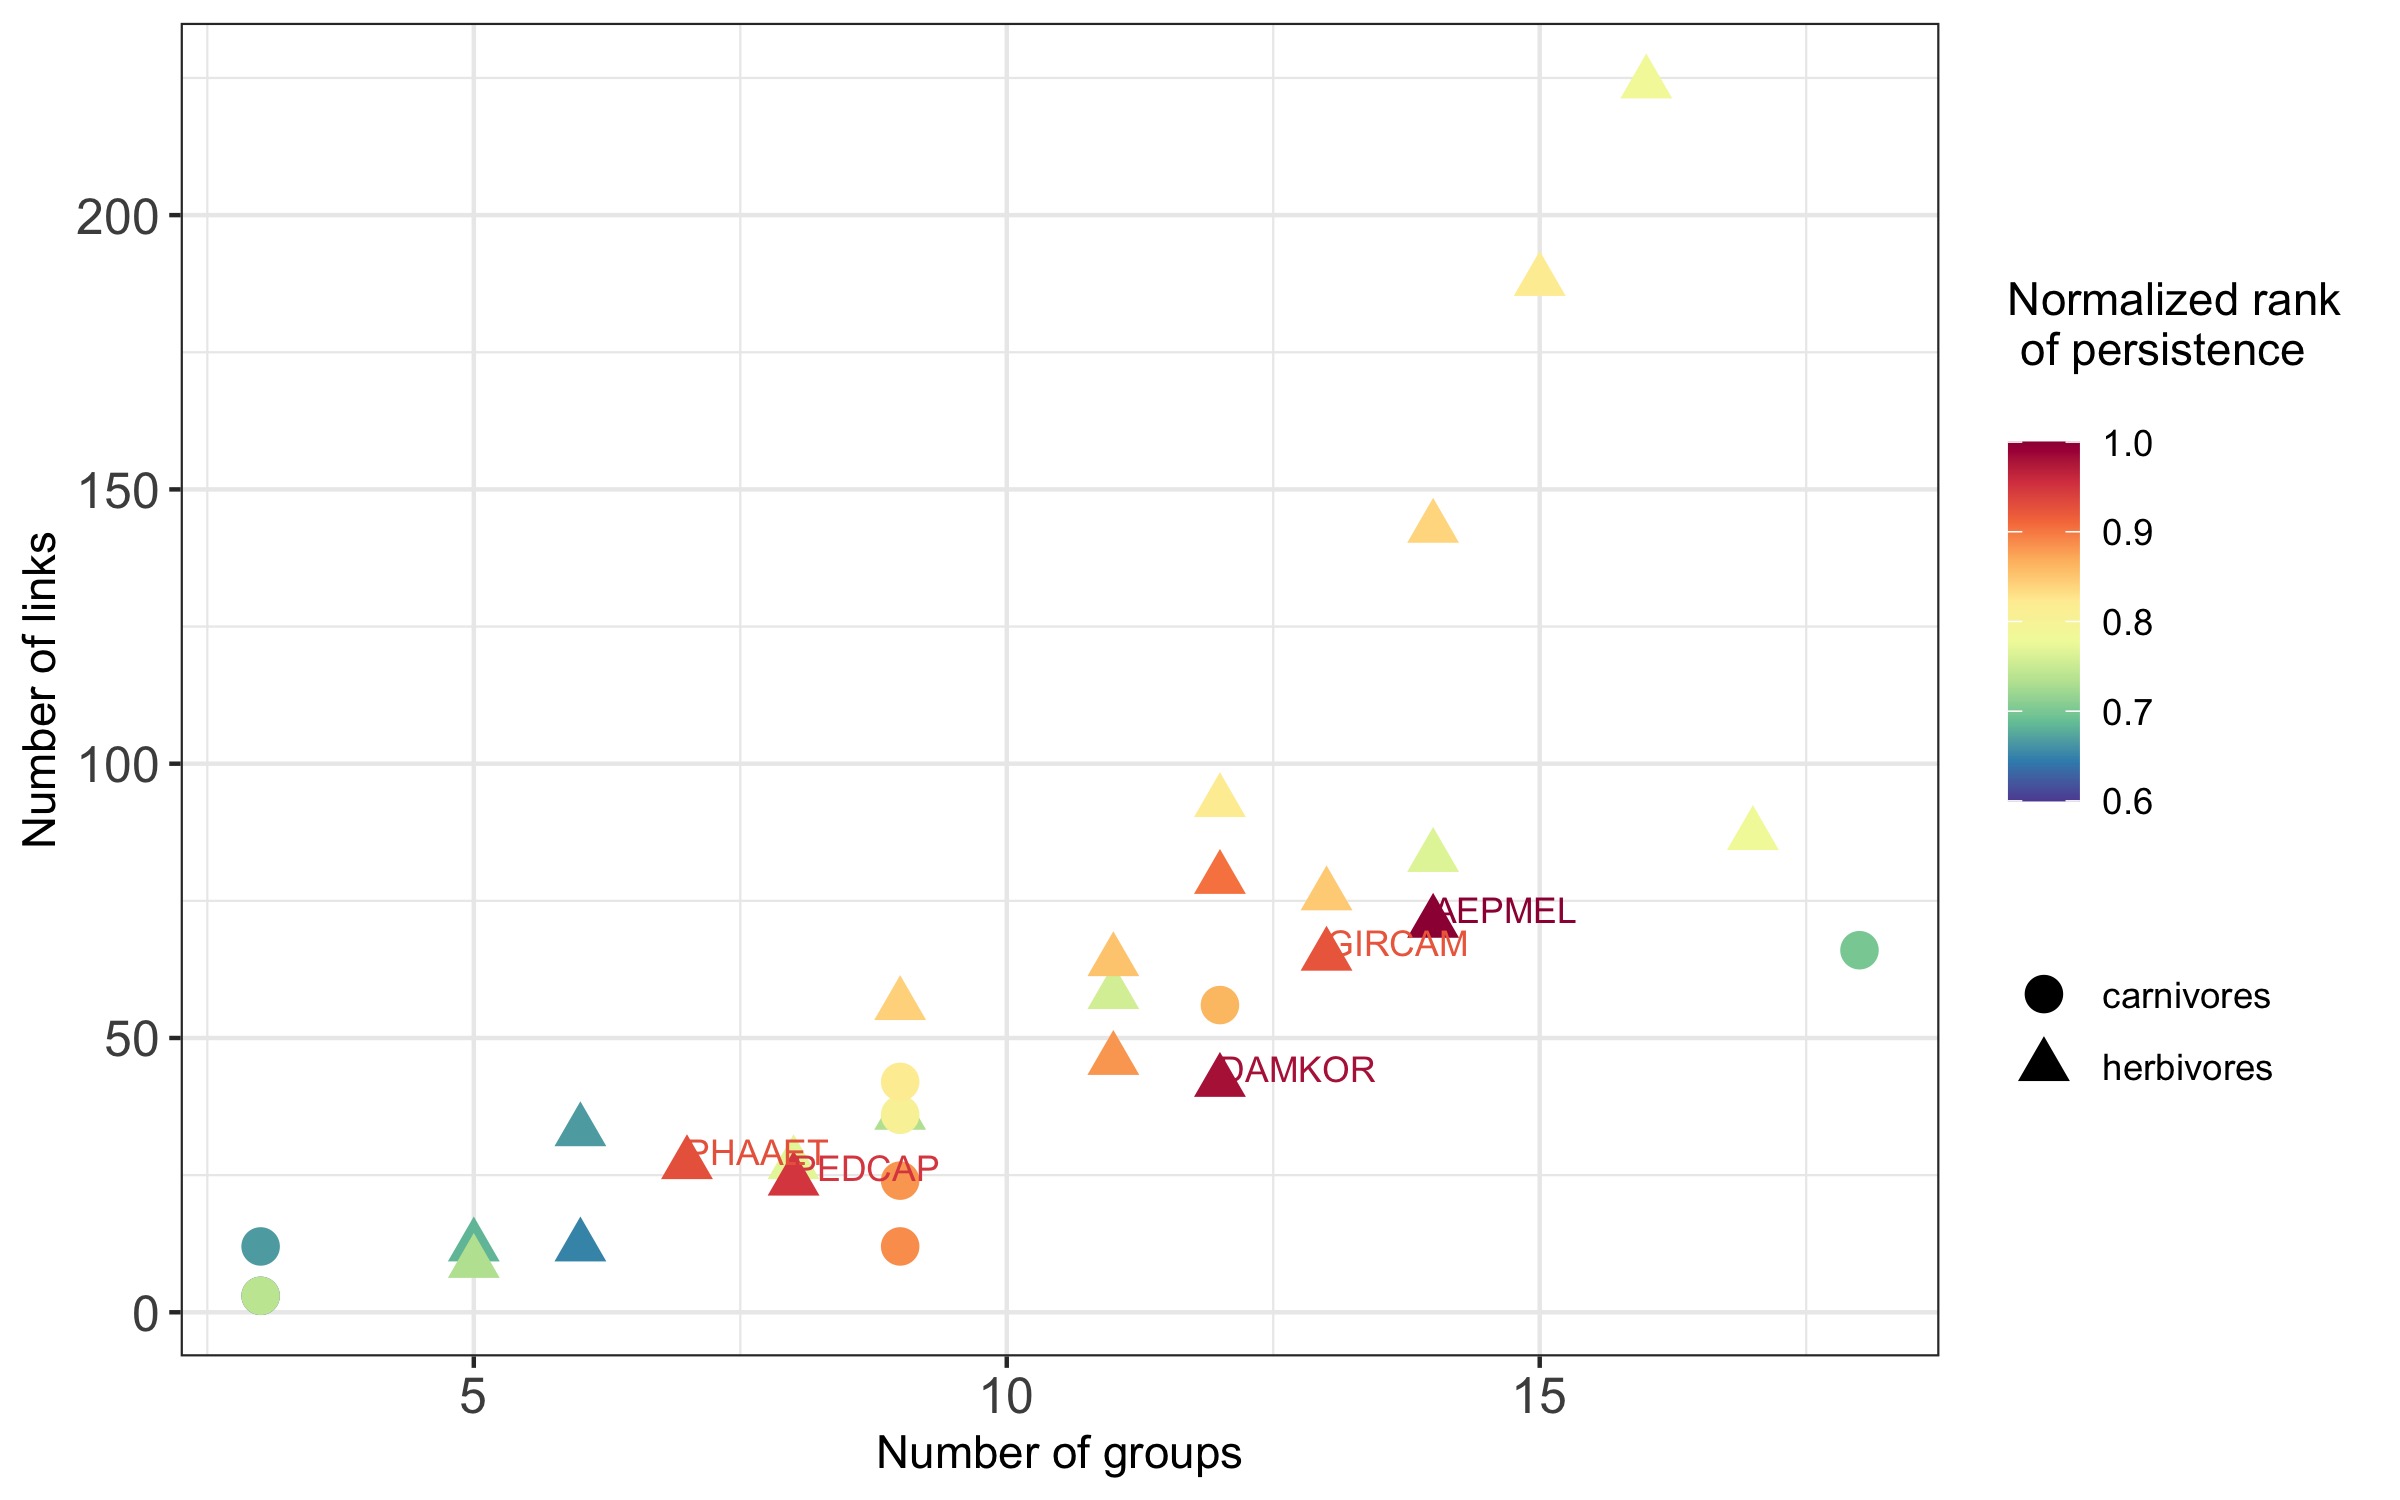 200
150
100
50
0
Number of links
AEPMEL
GIRCAM
DAMKOR
PHAAET
PEDCAP
5
10
15
Number of groups
Normalized rank
of persistence
1.0
0.9
0.8
0.7
0.6
carnivores
herbivores